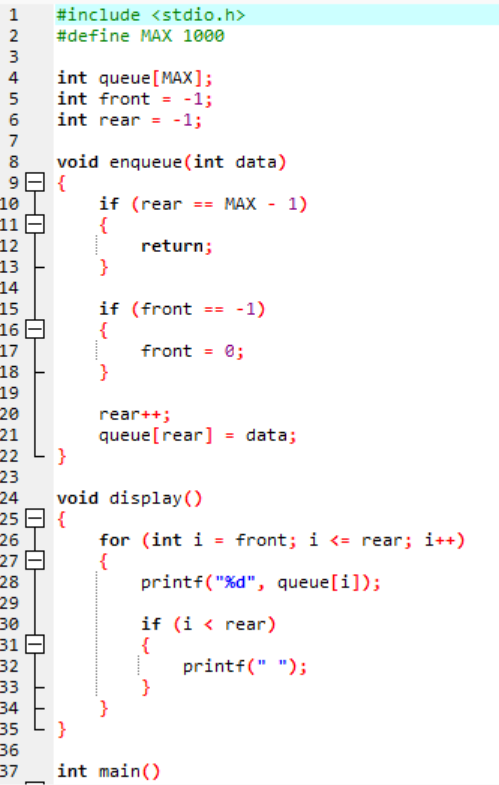 1 #include <stdio.h>
2 #define MAX 1000
3
4 int queue[MAX];
5 int front = -1;
6 int rear = -1;
7
8 void enqueue(int data)
9 {
10     if (rear == MAX - 1)
11     {
12         return;
13     }
14
15     if (front == -1)
16     {
17         front = 0;
18     }
19
20     rear++;
21     queue[rear] = data;
22 }
23
24 void display()
25 {
26     for (int i = front; i <= rear; i++)
27     {
28         printf("%d", queue[i]);
29
30         if (i < rear)
31         {
32             printf(" ");
33         }
34     }
35 }
36
37 int main()